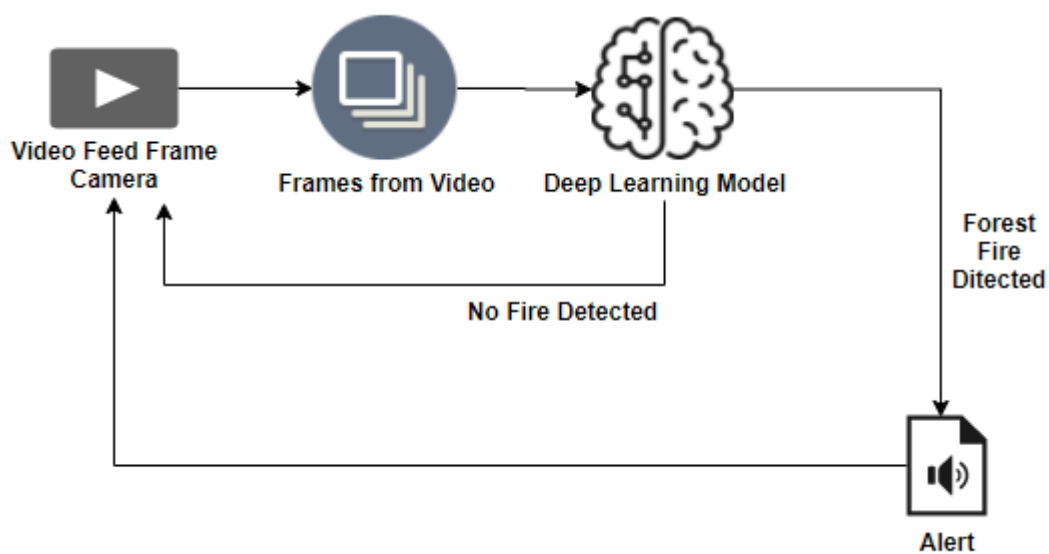 Video Feed Frame
Camera
Frames from Video
Deep Learning Model
Forest
Fire
Ditected
No Fire Detected
Alert